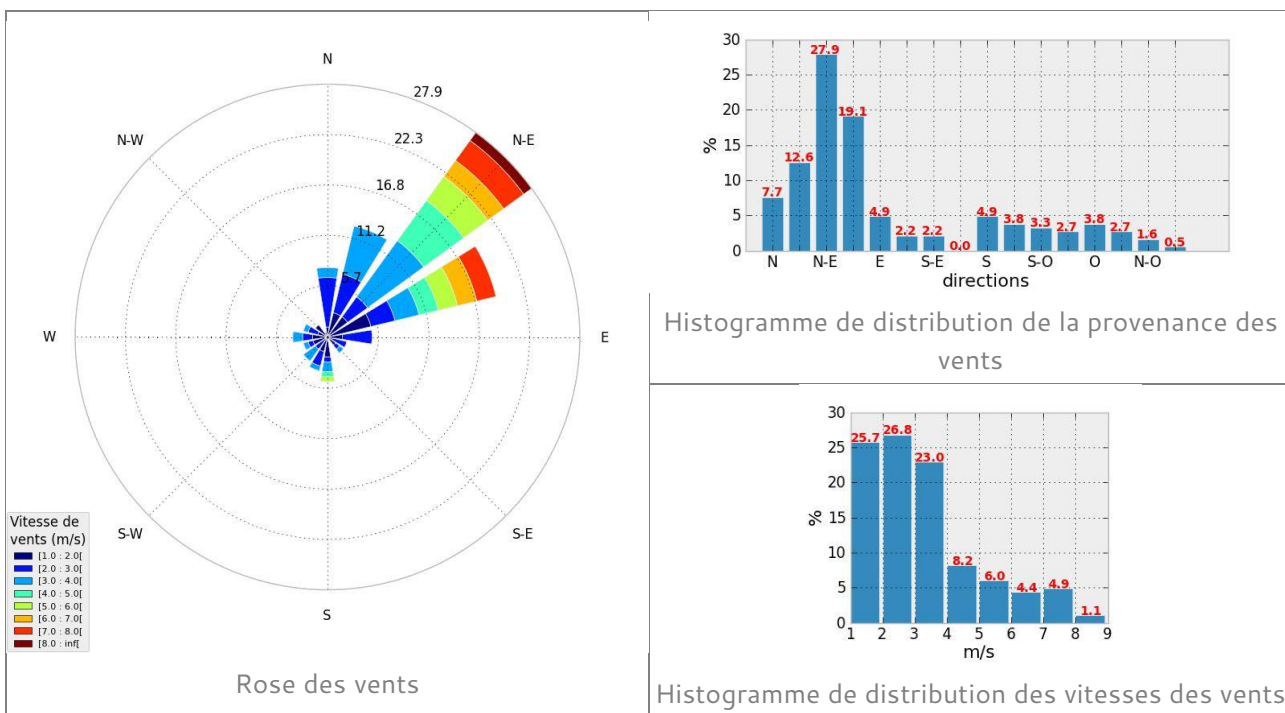 N
N-E
E
S-E
S
S-W
W
N-W
27.9
22.3
16.8
11.2
5.7
Vitesse de
vents (m/s)
[1.0 : 2.0[
[2.0 : 3.0[
[3.0 : 4.0[
[4.0 : 5.0[
[5.0 : 6.0[
[6.0 : 7.0[
[7.0 : 8.0[
[8.0 : inf[
Rose des vents
30
25
20
15
10
5
0
%
7.7
12.6
27.9
19.1
4.9
2.2
2.2
0.0
4.9
3.8
3.3
2.7
3.8
2.7
1.6
0.5
N N-E E S-E S S-O O N-O
directions
Histogramme de distribution de la provenance des
vents
30
25
20
15
10
5
0
%
25.7
26.8
23.0
8.2
6.0
4.4
4.9
1.1
1 2 3 4 5 6 7 8 9
m/s
Histogramme de distribution des vitesses des vents